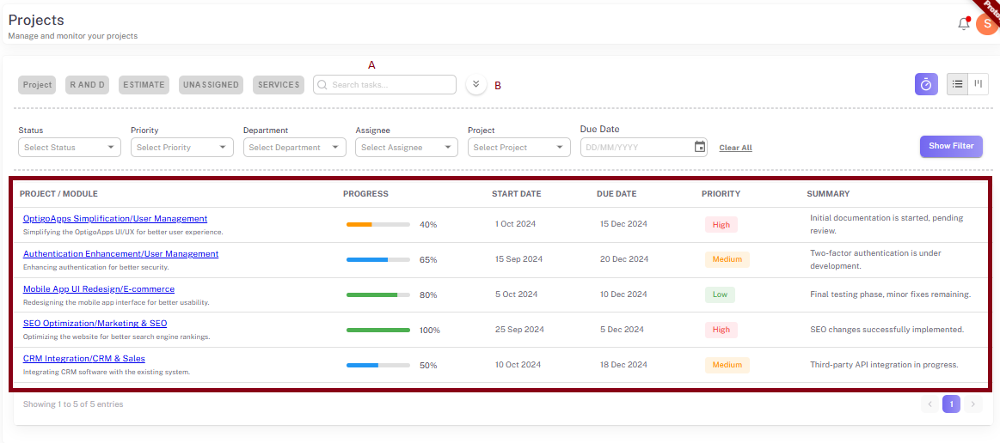 Projects
Manage and monitor your projects
S
A
Project R AND D ESTIMATE UNASSIGNED SERVICES Search tasks... B
Status Priority Department Assignee Project Due Date
Select Status Select Priority Select Department Select Assignee Select Project DD/MM/YYYY Clear All Show Filter
PROJECT / MODULE PROGRESS START DATE DUE DATE PRIORITY SUMMARY
OptigoApps Simplification/User Management
Simplifying the OptigoApps UI/UX for better user experience.
40% 1 Oct 2024 15 Dec 2024 High
Initial documentation is started, pending
review.
Authentication Enhancement/User Management
Enhancing authentication for better security.
65% 15 Sep 2024 20 Dec 2024 Medium
Two-factor authentication is under
development.
Mobile App UI Redesign/E-commerce
Redesigning the mobile app interface for better usability.
80% 5 Oct 2024 10 Dec 2024 Low Final testing phase, minor fixes remaining.
SEO Optimization/Marketing & SEO
Optimizing the website for better search engine rankings.
100% 25 Sep 2024 5 Dec 2024 High SEO changes successfully implemented.
CRM Integration/CRM & Sales
Integrating CRM software with the existing system.
50% 10 Oct 2024 18 Dec 2024 Medium Third-party API integration in progress.
Showing 1 to 5 of 5 entries 1